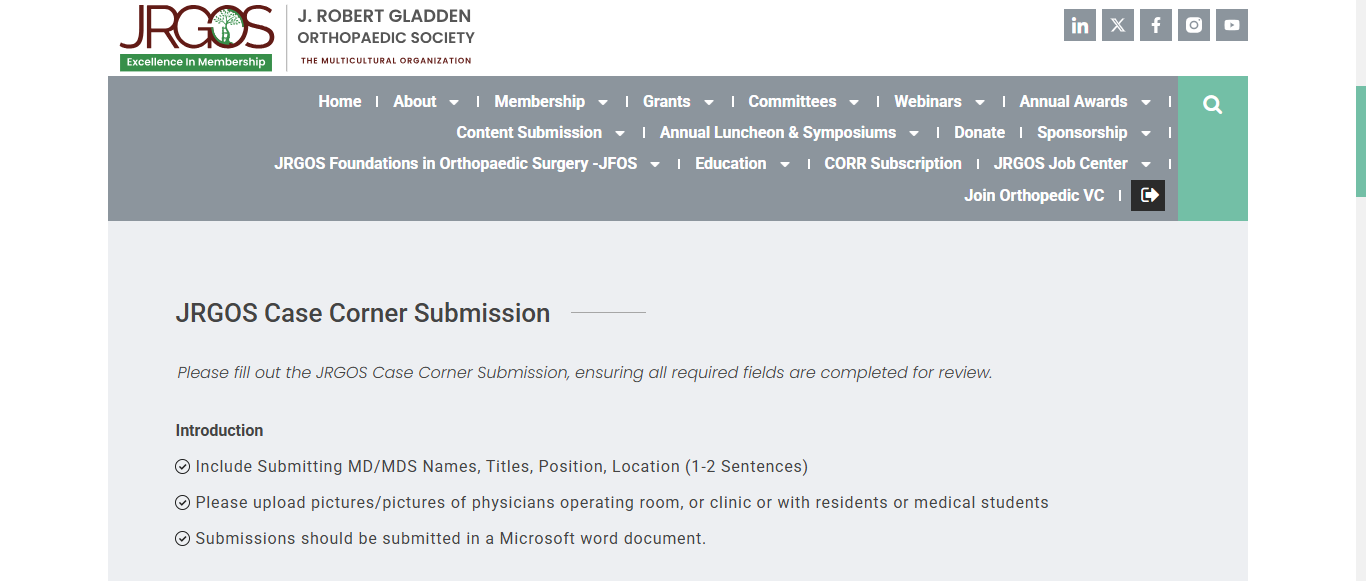 JRGOS
Excellence In Membership
J. ROBERT GLADDEN
ORTHOPAEDIC SOCIETY
THE MULTICULTURAL ORGANIZATION
Home | About | Membership | Grants | Committees | Webinars | Annual Awards |
Content Submission | Annual Luncheon & Symposiums | Donate | Sponsorship |
JRGOS Foundations in Orthopaedic Surgery -JFOS | Education | CORR Subscription | JRGOS Job Center |
Join Orthopedic VC |
JRGOS Case Corner Submission
Please fill out the JRGOS Case Corner Submission, ensuring all required fields are completed for review.
Introduction
Include Submitting MD/MDS Names, Titles, Position, Location (1-2 Sentences)
Please upload pictures/pictures of physicians operating room, or clinic or with residents or medical students
Submissions should be submitted in a Microsoft word document.